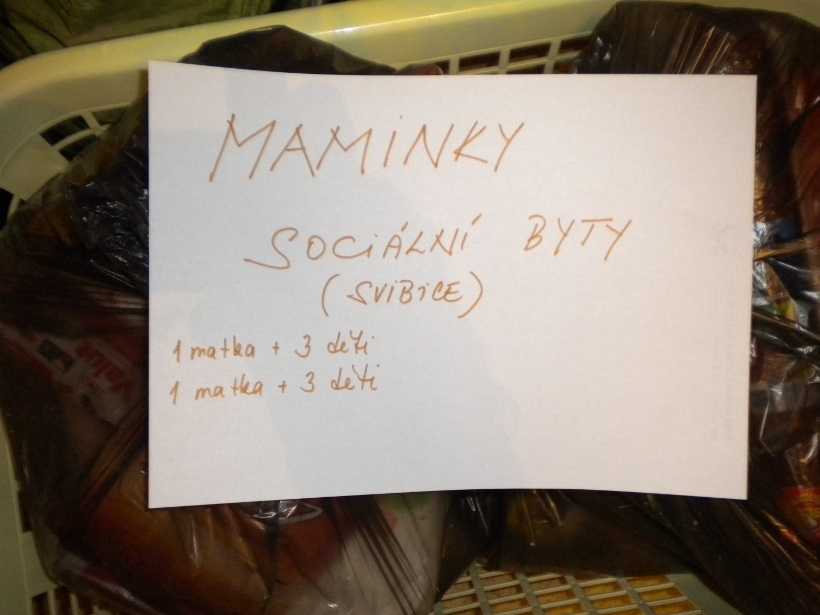 MAMINKY
SOCIÁLNÍ BYTY
(SVIBICE)
1 matka + 3 děti
1 matka + 3 děti